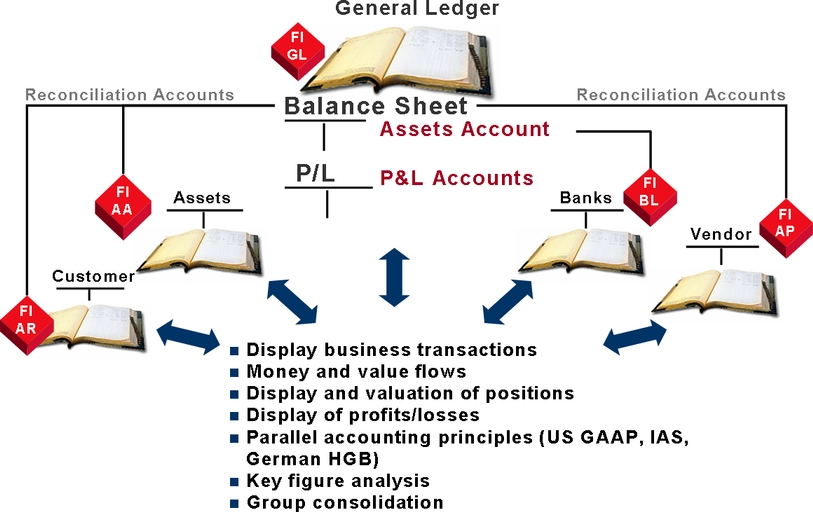 General Ledger
FI
GL
Reconciliation Accounts
Balance Sheet
Reconciliation Accounts
Assets Account
P/L
P&L Accounts
FI
AA
Assets
Banks
FI
BL
FI
AP
Vendor
Customer
FI
AR
Display business transactions
Money and value flows
Display and valuation of positions
Display of profits/losses
Parallel accounting principles (US GAAP, IAS,
German HGB)
Key figure analysis
Group consolidation